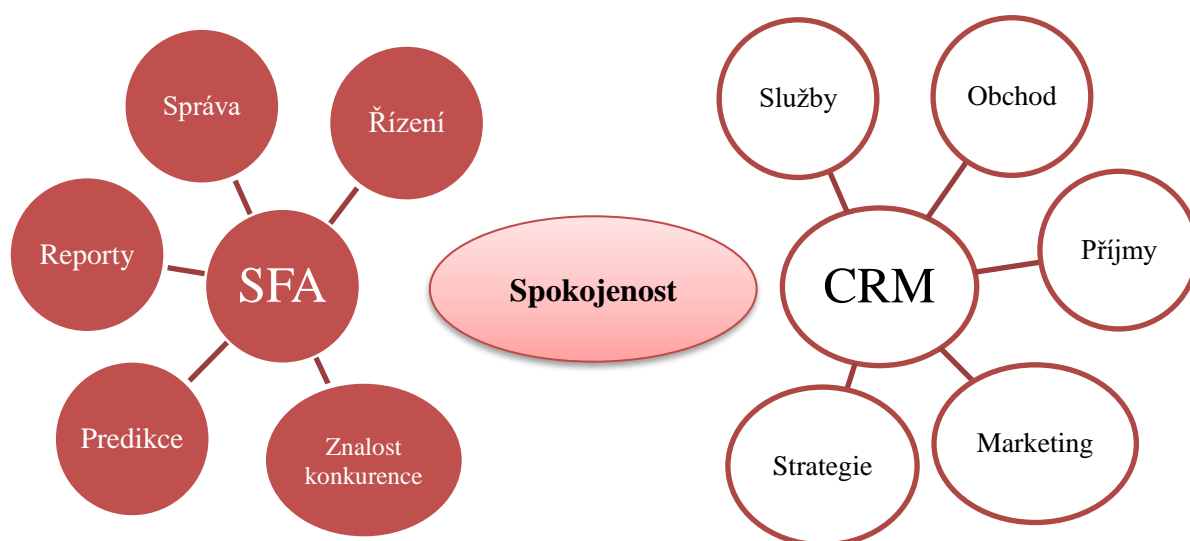 Správa
Řízení
Reporty
SFA
Predikce
Znalost
konkurence
Spokojenost
Služby
Obchod
Příjmy
CRM
Strategie
Marketing